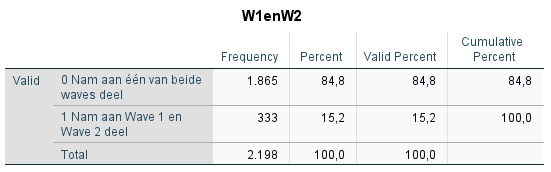 W1enW2
Frequency Percent Valid Percent Cumulative Percent
Valid 0 Nam aan één van beide waves deel 1.865 84,8 84,8 84,8
1 Nam aan Wave 1 en Wave 2 deel 333 15,2 15,2 100,0
Total 2.198 100,0 100,0